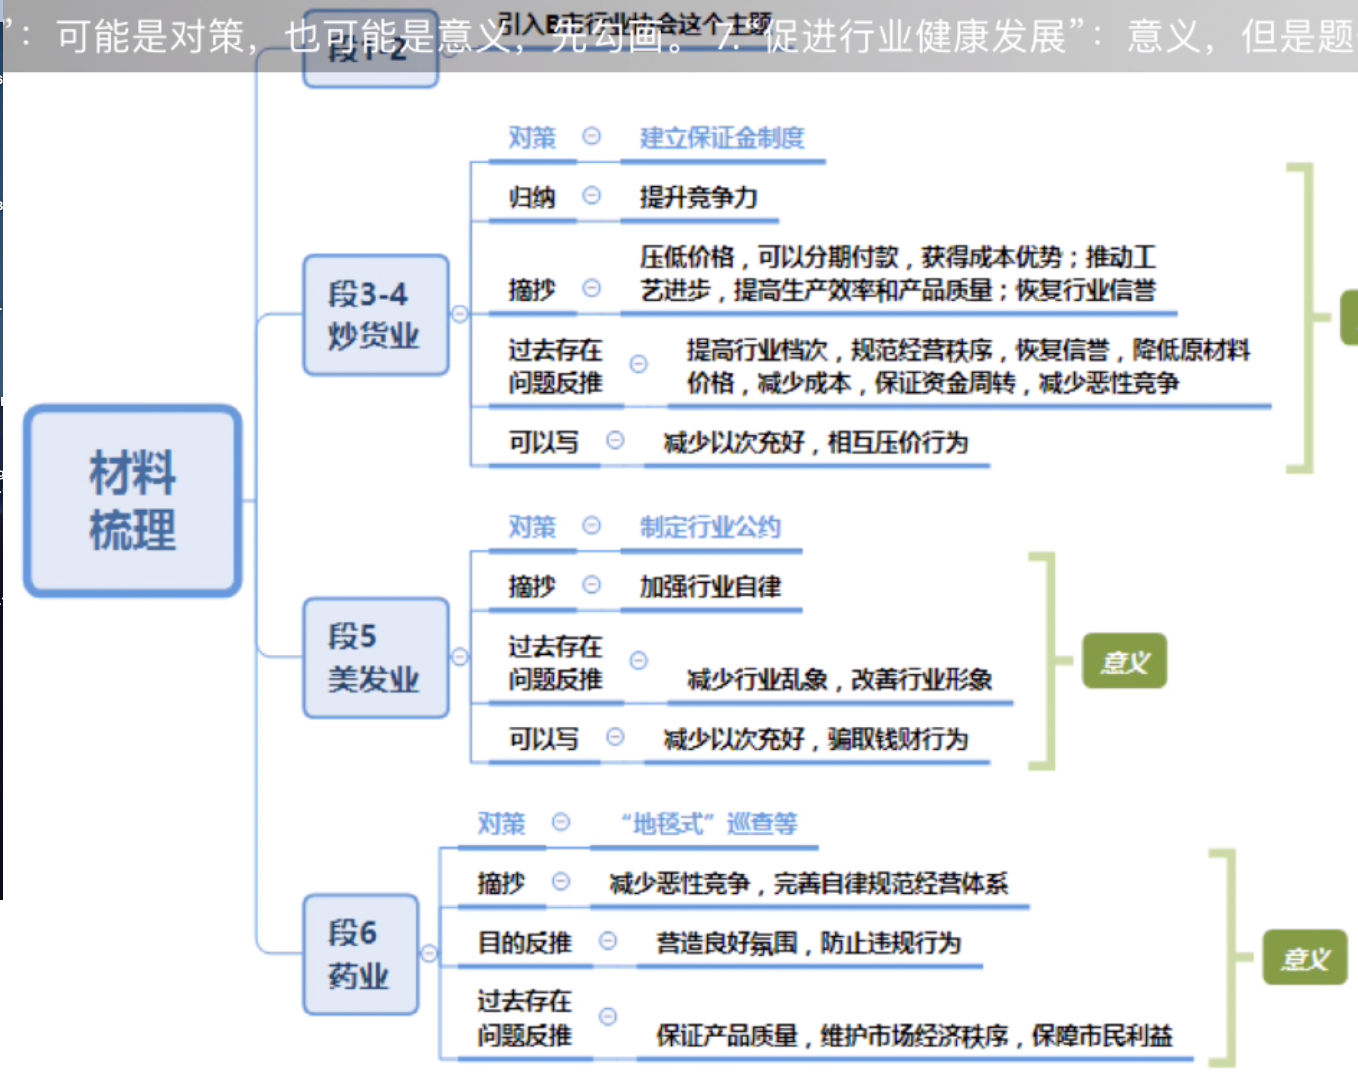 ”：可能是对策，也可能是意义，先勾画。 7.“促进行业健康发展”：意义，但是题
引入B市行业协会这个主题
段1-2
对策
建立保证金制度
归纳
提升竞争力
段3-4
炒货业
摘抄
压低价格，可以分期付款，获得成本优势；推动工
艺进步，提高生产效率和产品质量；恢复行业信誉
过去存在
问题反推
提高行业档次，规范经营秩序，恢复信誉，降低原材料
价格，减少成本，保证资金周转，减少恶性竞争
可以写
减少以次充好，相互压价行为
材料
梳理
对策
制定行业公约
摘抄
加强行业自律
段5
美发业
过去存在
问题反推
减少行业乱象，改善行业形象
意义
可以写
减少以次充好，骗取钱财行为
对策
“地毯式”巡查等
摘抄
减少恶性竞争，完善自律规范经营体系
段6
药业
目的反推
营造良好氛围，防止违规行为
意义
过去存在
问题反推
保证产品质量，维护市场经济秩序，保障市民利益